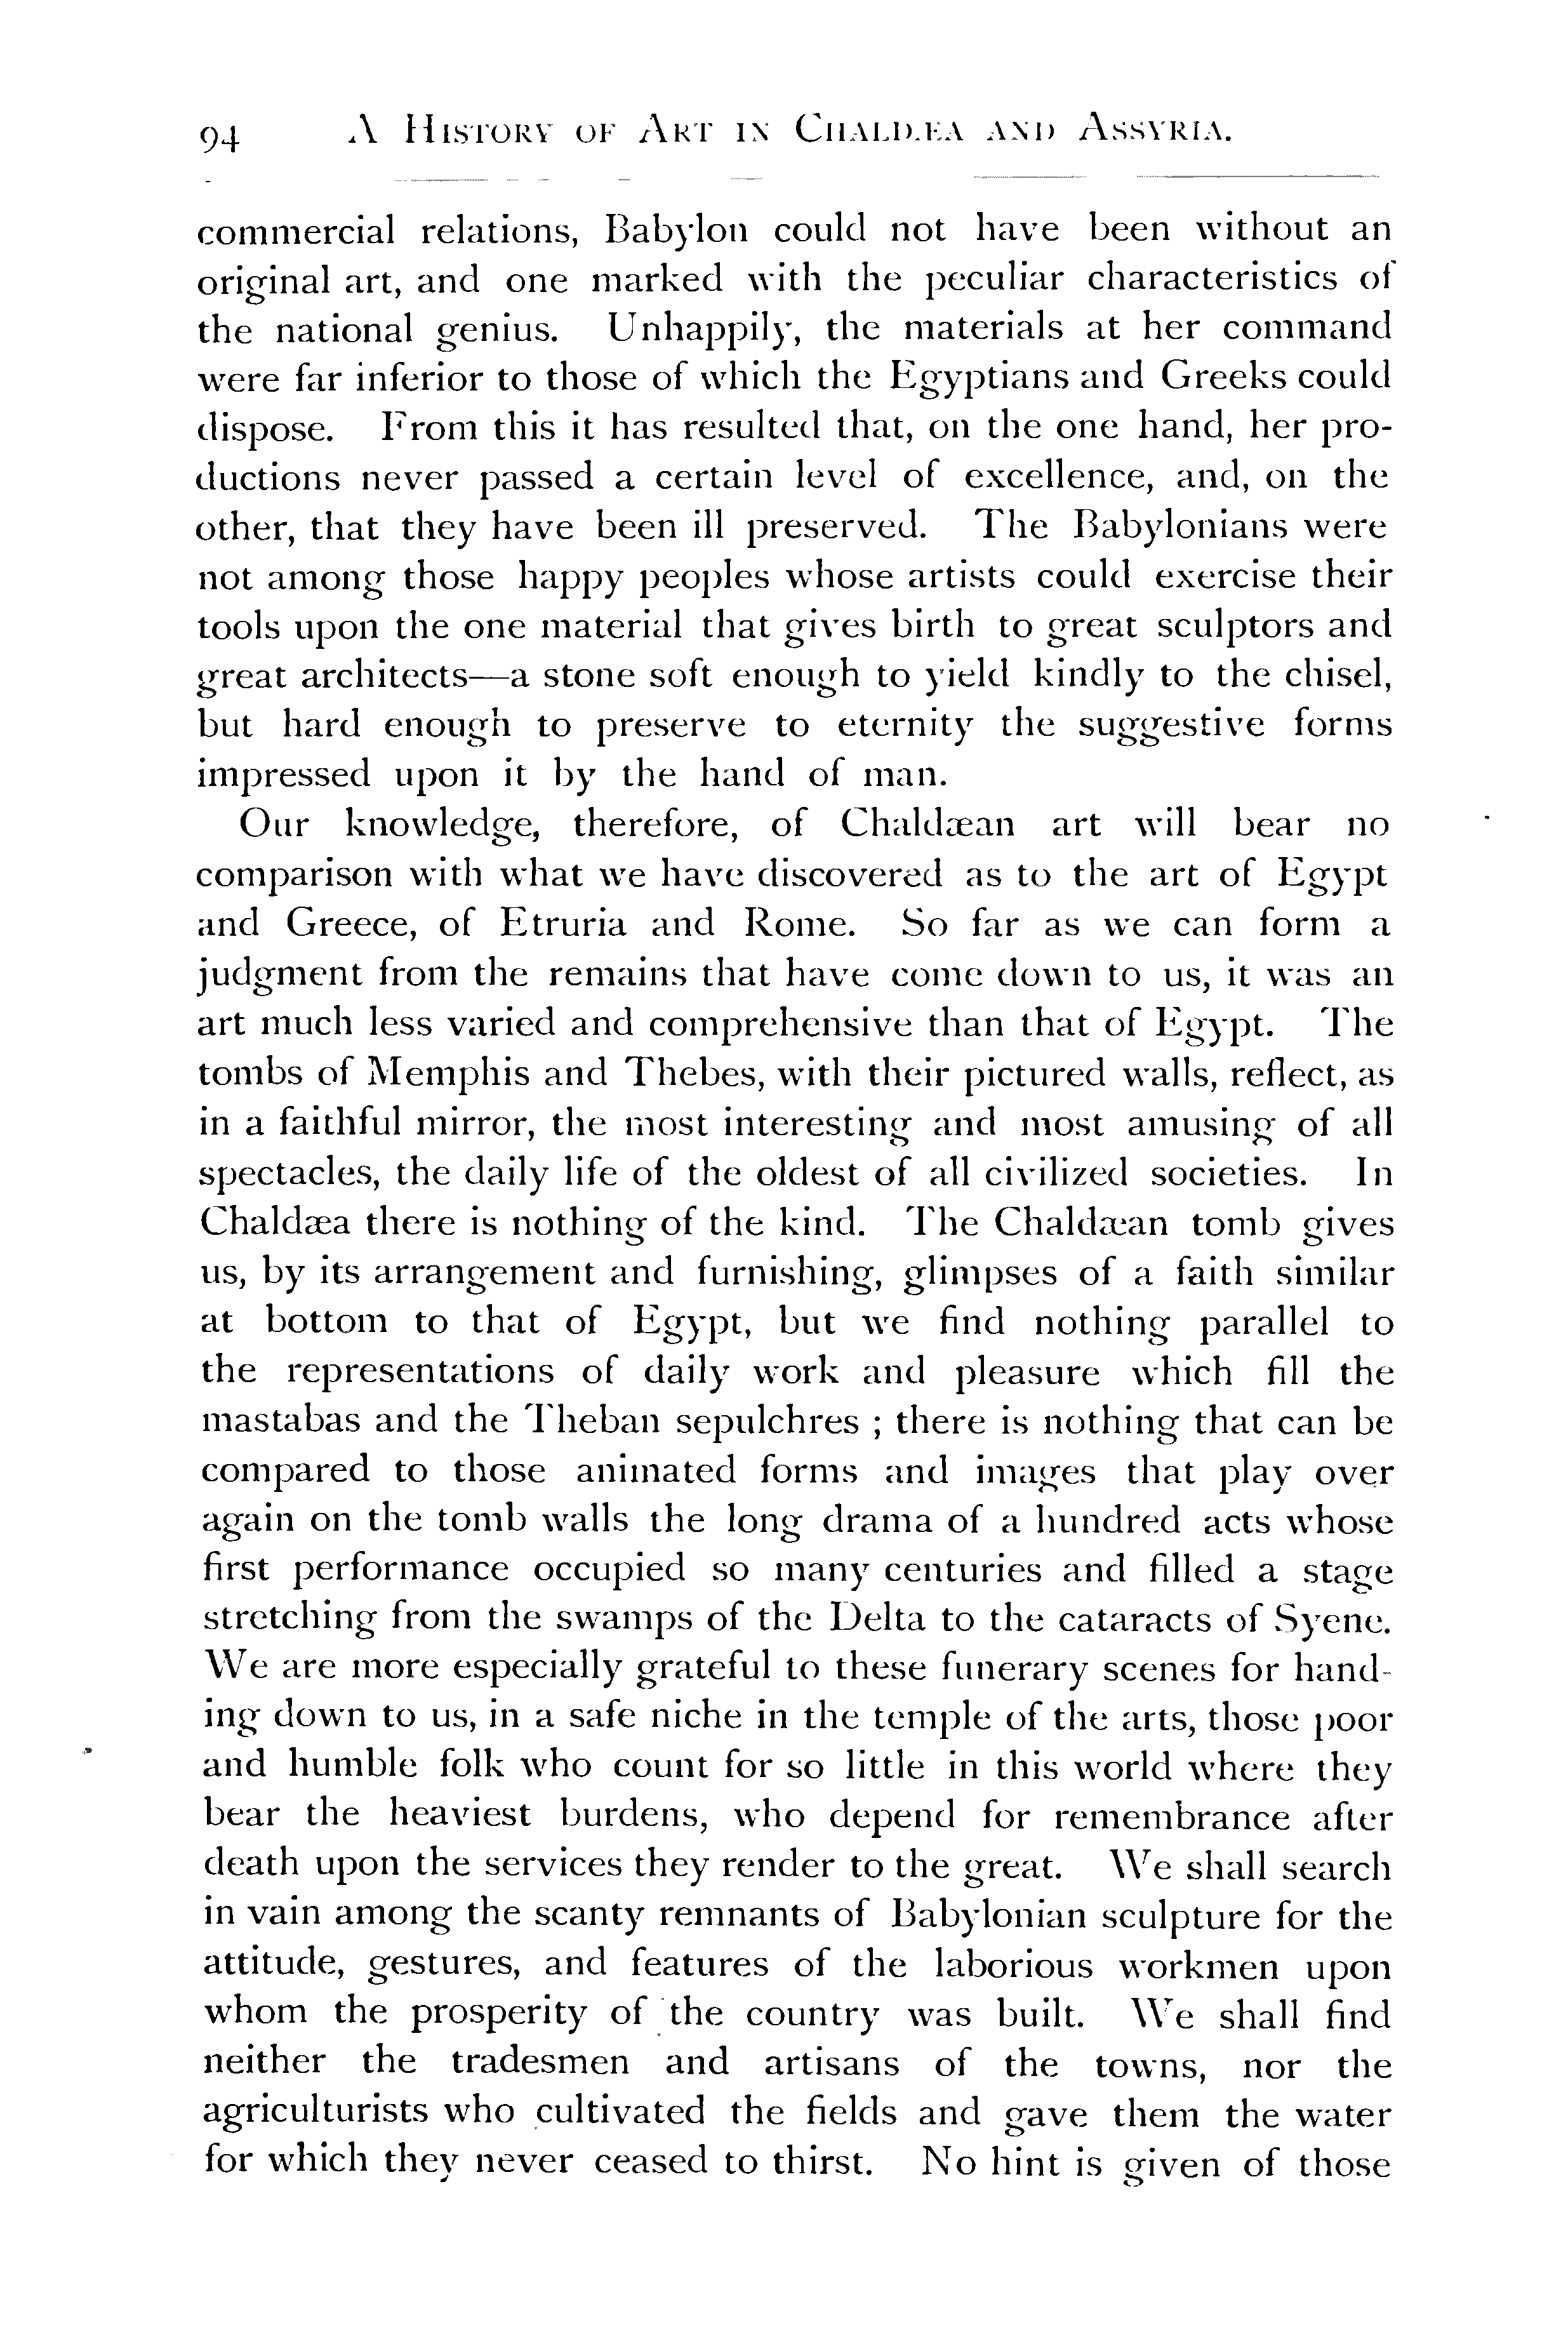 94 A HISTORY OF ART IN CHALDÆA AND ASSYRIA.
commercial relations, Babylon could not have been without an
original art, and one marked with the peculiar characteristics of
the national genius. Unhappily, the materials at her command
were far inferior to those of which the Egyptians and Greeks could
dispose. From this it has resulted that, on the one hand, her pro-
ductions never passed a certain level of excellence, and, on the
other, that they have been ill preserved. The Babylonians were
not among those happy peoples whose artists could exercise their
tools upon the one material that gives birth to great sculptors and
great architects—a stone soft enough to yield kindly to the chisel,
but hard enough to preserve to eternity the suggestive forms
impressed upon it by the hand of man.
Our knowledge, therefore, of Chaldæan art will bear no
comparison with what we have discovered as to the art of Egypt
and Greece, of Etruria and Rome. So far as we can form a
judgment from the remains that have come down to us, it was an
art much less varied and comprehensive than that of Egypt. The
tombs of Memphis and Thebes, with their pictured walls, reflect, as
in a faithful mirror, the most interesting and most amusing of all
spectacles, the daily life of the oldest of all civilized societies. In
Chaldæa there is nothing of the kind. The Chaldæan tomb gives
us, by its arrangement and furnishing, glimpses of a faith similar
at bottom to that of Egypt, but we find nothing parallel to
the representations of daily work and pleasure which fill the
mastabas and the Theban sepulchres ; there is nothing that can be
compared to those animated forms and images that play over
again on the tomb walls the long drama of a hundred acts whose
first performance occupied so many centuries and filled a stage
stretching from the swamps of the Delta to the cataracts of Syene.
We are more especially grateful to these funerary scenes for hand-
ing down to us, in a safe niche in the temple of the arts, those poor
and humble folk who count for so little in this world where they
bear the heaviest burdens, who depend for remembrance after
death upon the services they render to the great. We shall search
in vain among the scanty remnants of Babylonian sculpture for the
attitude, gestures, and features of the laborious workmen upon
whom the prosperity of the country was built. We shall find
neither the tradesmen and artisans of the towns, nor the
agriculturists who cultivated the fields and gave them the water
for which they never ceased to thirst. No hint is given of those